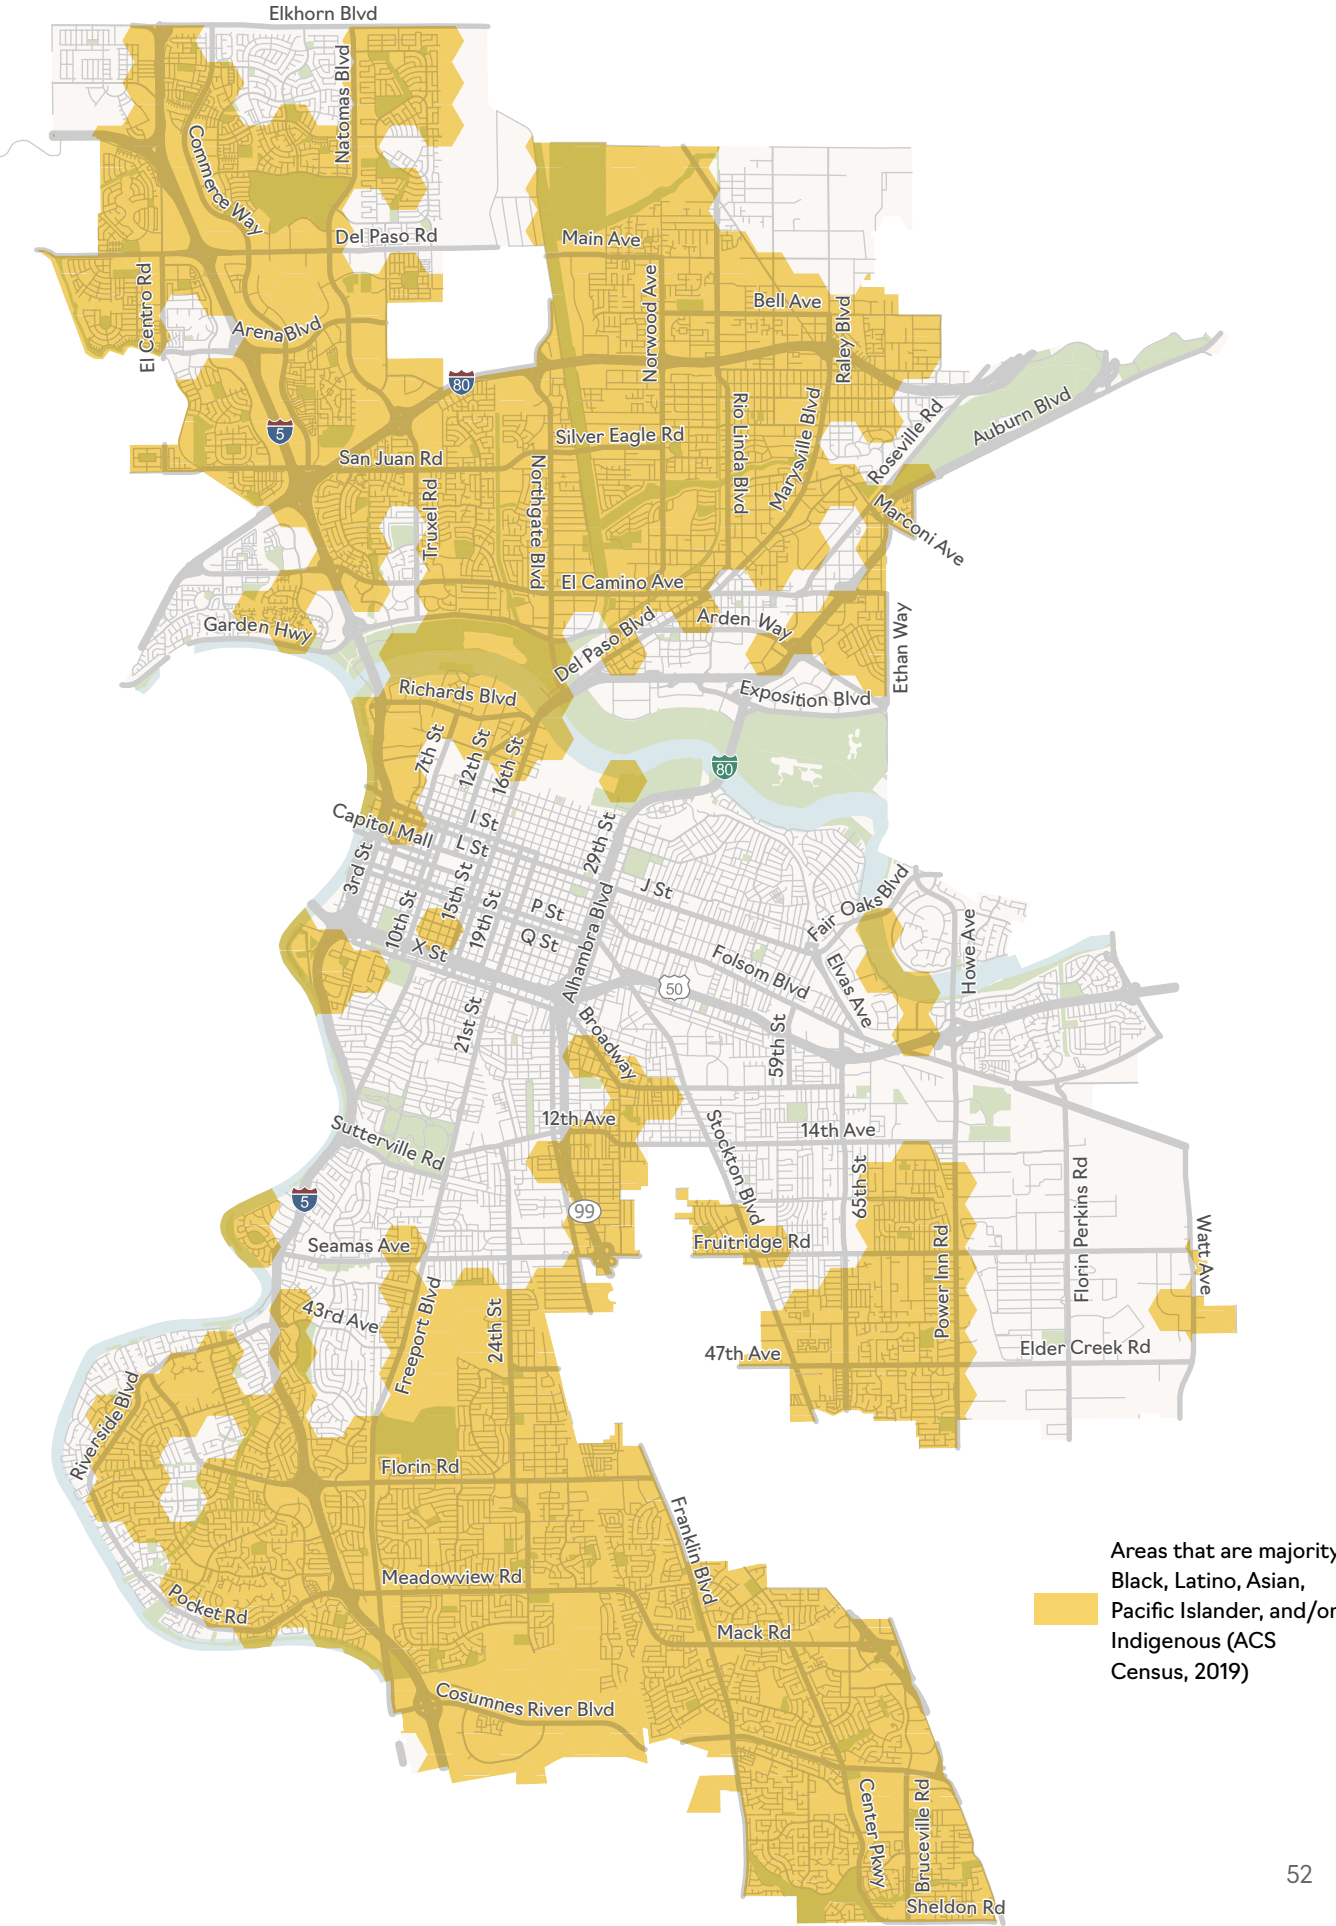 Elkhorn Blvd
Natomas Blvd
Commerce Way
Del Paso Rd
Main Ave
El Centro Rd
Arena Blvd
Norwood Ave
Bell Ave
Raley Blvd
80
5
Silver Eagle Rd
San Juan Rd
Truxel Rd
Northgate Blvd
Rio Linda Blvd
Marysville Blvd
Roseville Rd
Auburn Blvd
Marconi Ave
El Camino Ave
Garden Hwy
Del Paso Blvd
Arden Way
Ethan Way
Richards Blvd
Exposition Blvd
7th St
12th St
16th St
80
Capitol Mall
I St
L St
3rd St
29th St
J St
10th St
15th St
19th St
P St
Q St
X St
Alhambra Blvd
Fair Oaks Blvd
Howe Ave
Folsom Blvd
Elvas Ave
50
21st St
Broadway
59th St
12th Ave
14th Ave
Sutterville Rd
Stockton Blvd
65th St
5
99
Seamas Ave
Fruitridge Rd
Power Inn Rd
Florin Perkins Rd
Watt Ave
43rd Ave
Freeport Blvd
24th St
47th Ave
Elder Creek Rd
Riverside Blvd
Florin Rd
Franklin Blvd
Meadowview Rd
Pocket Rd
Mack Rd
Cosumnes River Blvd
Center Pkwy
Bruceville Rd
Sheldon Rd
Areas that are majority
Black, Latino, Asian,
Pacific Islander, and/or
Indigenous (ACS
Census, 2019)
52